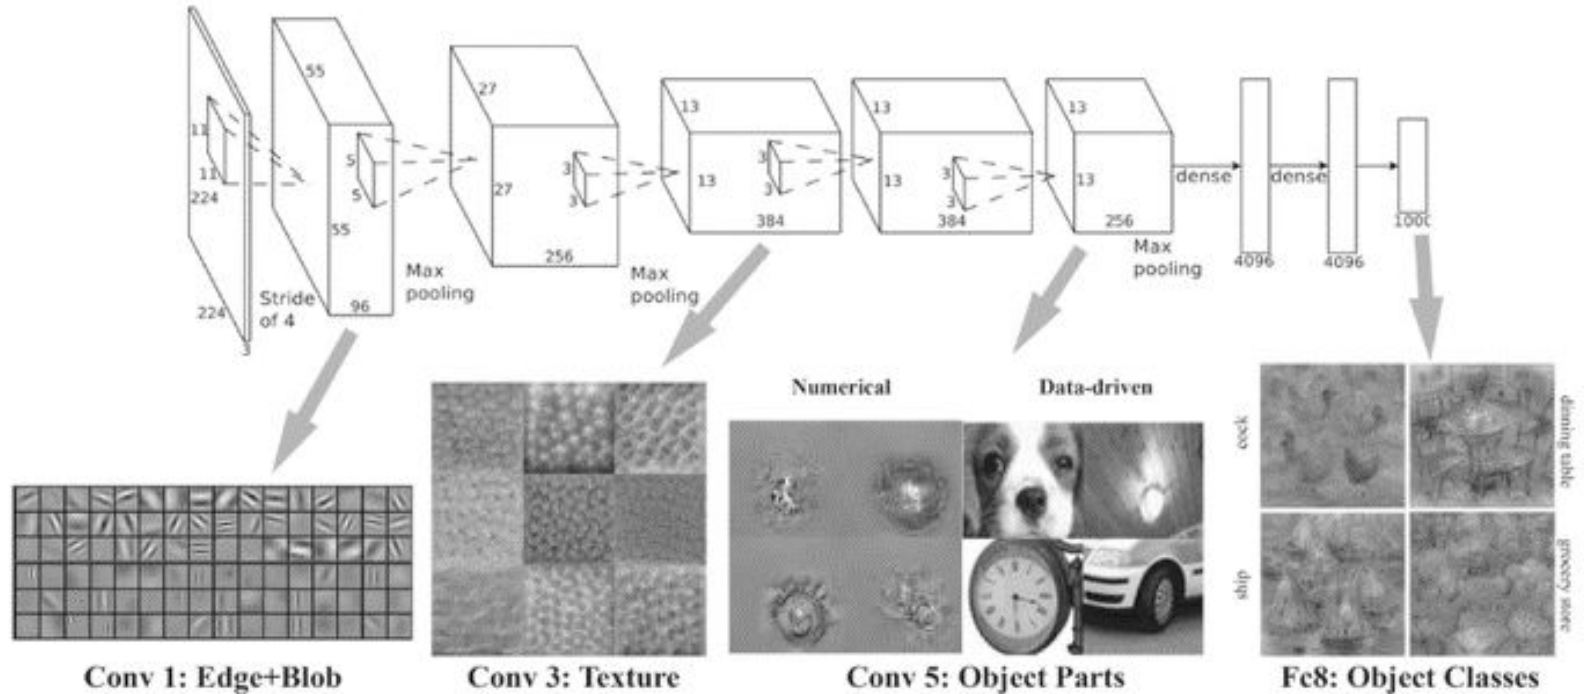 55
27
13
13
13
11
11
224
5
5
55
27
3
3
13
3
3
13
3
3
13
dense
dense
224
Stride
of 4
3
96
Max
pooling
256
Max
pooling
384
384
256
Max
pooling
4096
4096
1000
Numerical
Data-driven
cock
dinning table
ship
grocery store
Conv 1: Edge+Blob
Conv 3: Texture
Conv 5: Object Parts
Fc8: Object Classes